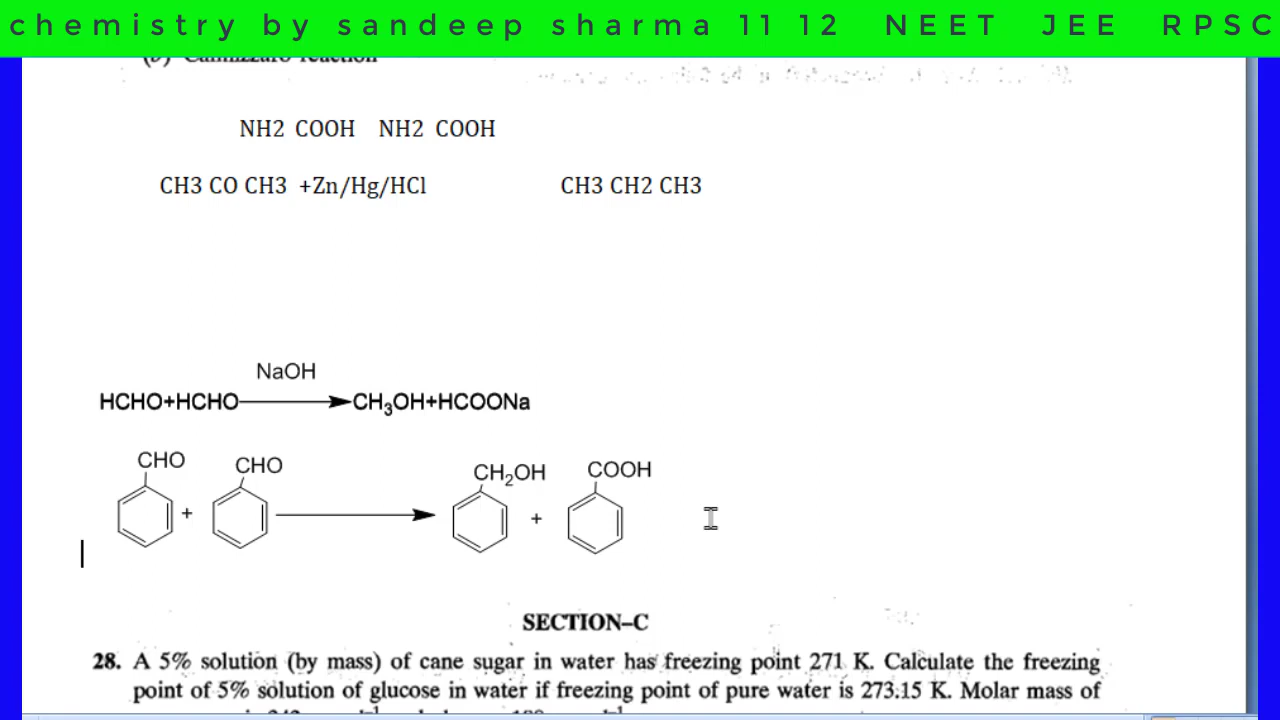 chemistry by sandeep sharma 11 12 NEET JEE RPSC
(b) Cannizzaro reaction
NH2 COOH NH2 COOH
CH3 CO CH3 +Zn/Hg/HCl CH3 CH2 CH3
NaOH
HCHO+HCHO CH3OH+HCOONa
CHO CHO CH2OH COOH
+ +
SECTION–C
28. A 5% solution (by mass) of cane sugar in water has freezing point 271 K. Calculate the freezing
point of 5% solution of glucose in water if freezing point of pure water is 273.15 K. Molar mass of